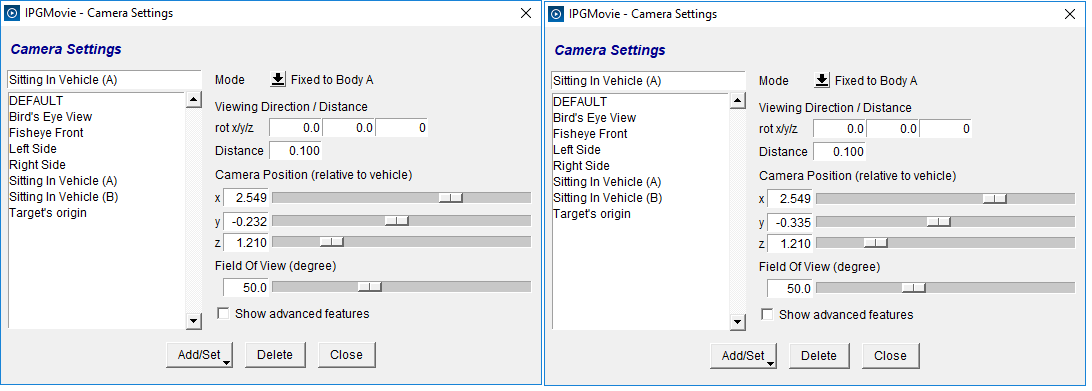 IPGMovie - Camera Settings
Camera Settings
Sitting In Vehicle (A)
DEFAULT
Bird's Eye View
Fisheye Front
Left Side
Right Side
Sitting In Vehicle (A)
Sitting In Vehicle (B)
Target's origin
Mode Fixed to Body A
Viewing Direction / Distance
rot x/y/z 0.0 0.0 0
Distance 0.100
Camera Position (relative to vehicle)
x 2.549
y -0.232
z 1.210
Field Of View (degree)
50.0
Show advanced features
Add/Set Delete Close
IPGMovie - Camera Settings
Camera Settings
Sitting In Vehicle (A)
DEFAULT
Bird's Eye View
Fisheye Front
Left Side
Right Side
Sitting In Vehicle (A)
Sitting In Vehicle (B)
Target's origin
Mode Fixed to Body A
Viewing Direction / Distance
rot x/y/z 0.0 0.0 0
Distance 0.100
Camera Position (relative to vehicle)
x 2.549
y -0.335
z 1.210
Field Of View (degree)
50.0
Show advanced features
Add/Set Delete Close